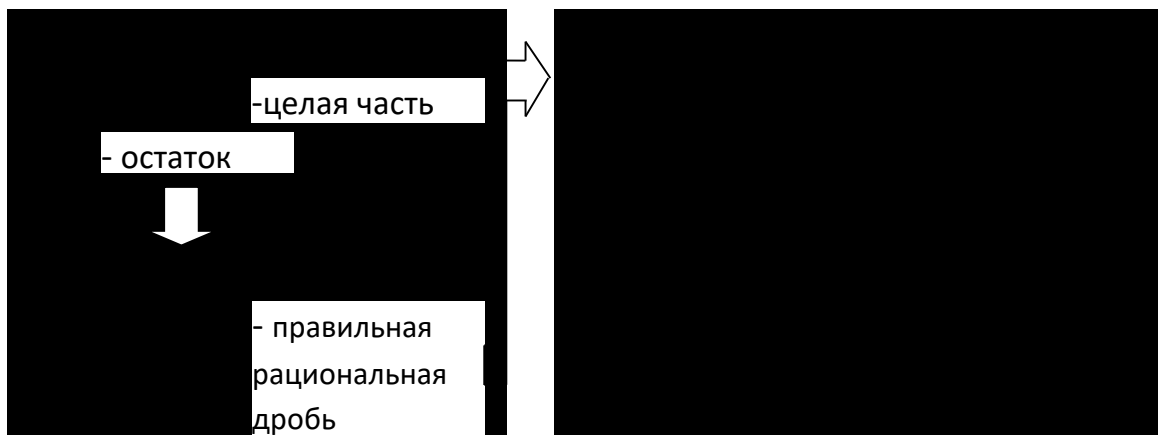 -целая часть
- остаток
- правильная
рациональная
дробь